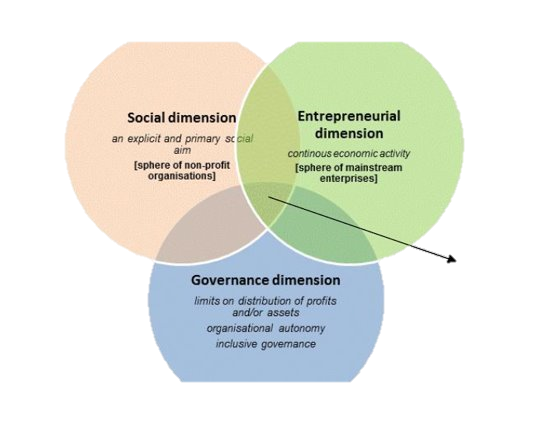 Social dimension
an explicit and primary social
aim
[sphere of non-profit
organisations]
Entrepreneurial
dimension
continous economic activity
[sphere of mainstream
enterprises]
Governance dimension
limits on distribution of profits
and/or assets
organisational autonomy
inclusive governance